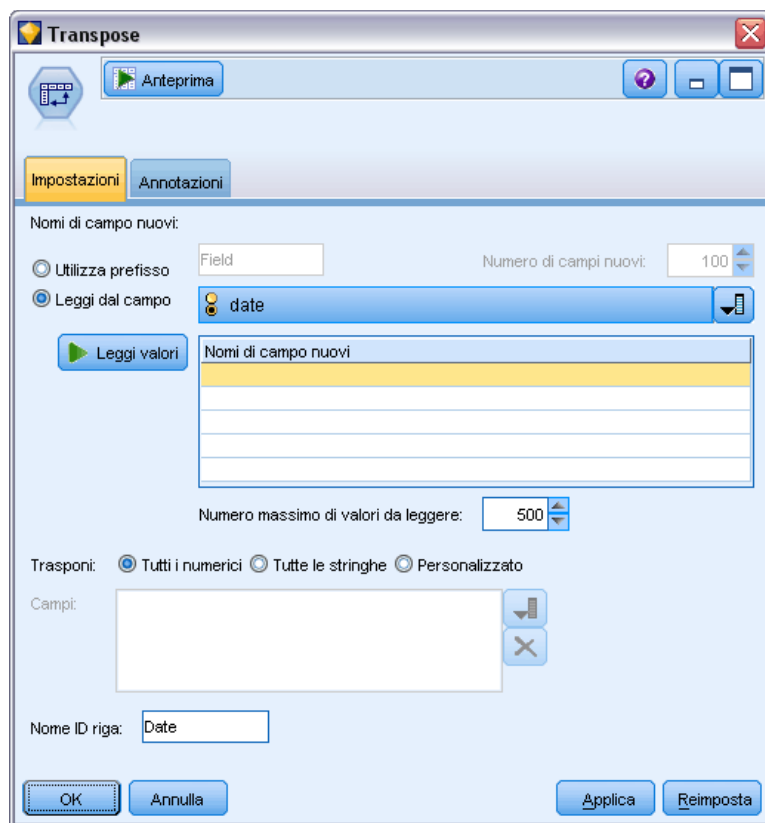 Transpose
Anteprima
Impostazioni Annotazioni
Nomi di campo nuovi:
Utilizza prefisso Field Numero di campi nuovi: 100
Leggi dal campo date
Leggi valori Nomi di campo nuovi
Numero massimo di valori da leggere: 500
Trasponi: Tutti i numerici Tutte le stringhe Personalizzato
Campi:
Nome ID riga: Date
OK Annulla Applica Reimposta